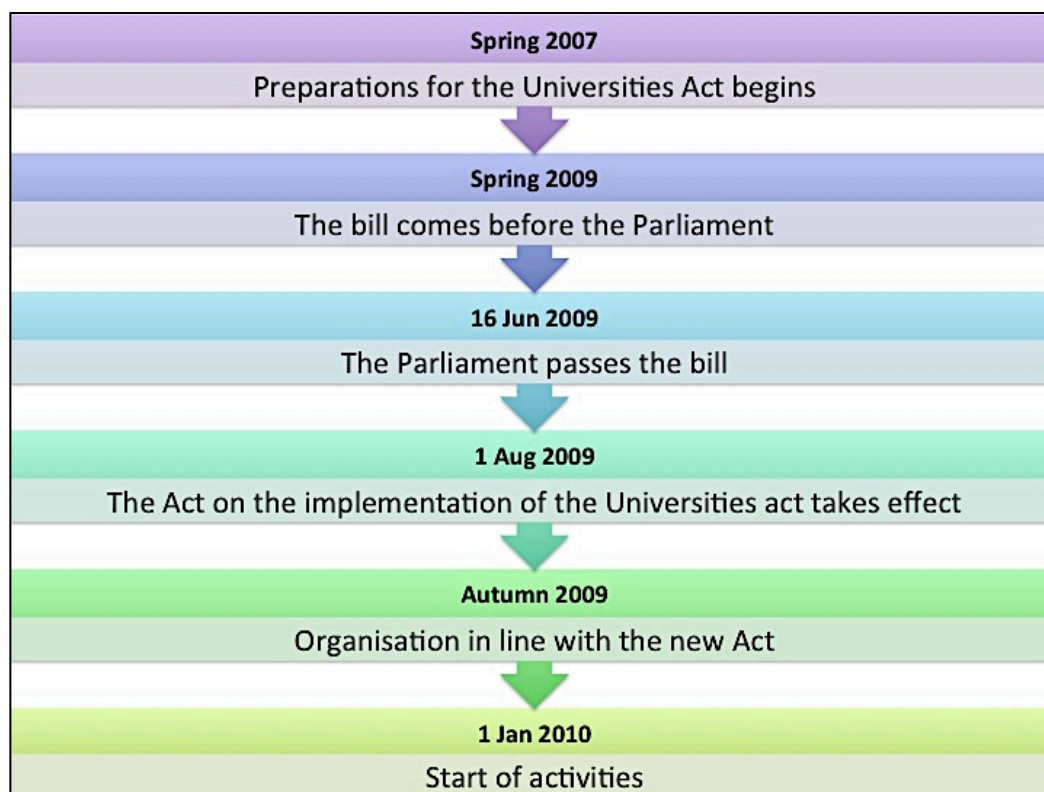 Spring 2007
Preparations for the Universities Act begins
Spring 2009
The bill comes before the Parliament
16 Jun 2009
The Parliament passes the bill
1 Aug 2009
The Act on the implementation of the Universities act takes effect
Autumn 2009
Organisation in line with the new Act
1 Jan 2010
Start of activities